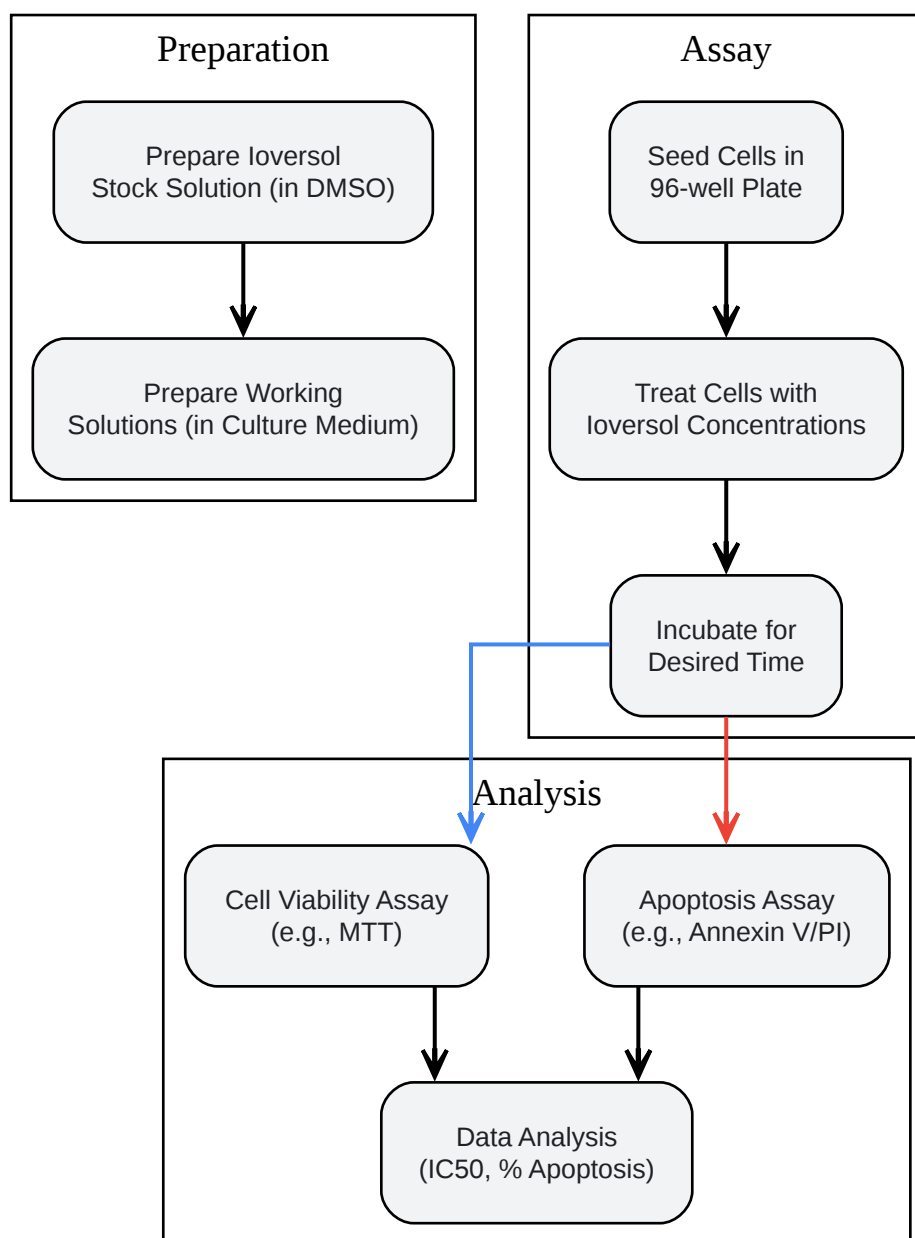 Preparation
Prepare Ioversol
Stock Solution (in DMSO)
Prepare Working
Solutions (in Culture Medium)
Assay
Seed Cells in
96-well Plate
Treat Cells with
Ioversol Concentrations
Incubate for
Desired Time
Analysis
Cell Viability Assay
(e.g., MTT)
Apoptosis Assay
(e.g., Annexin V/PI)
Data Analysis
(IC50, % Apoptosis)